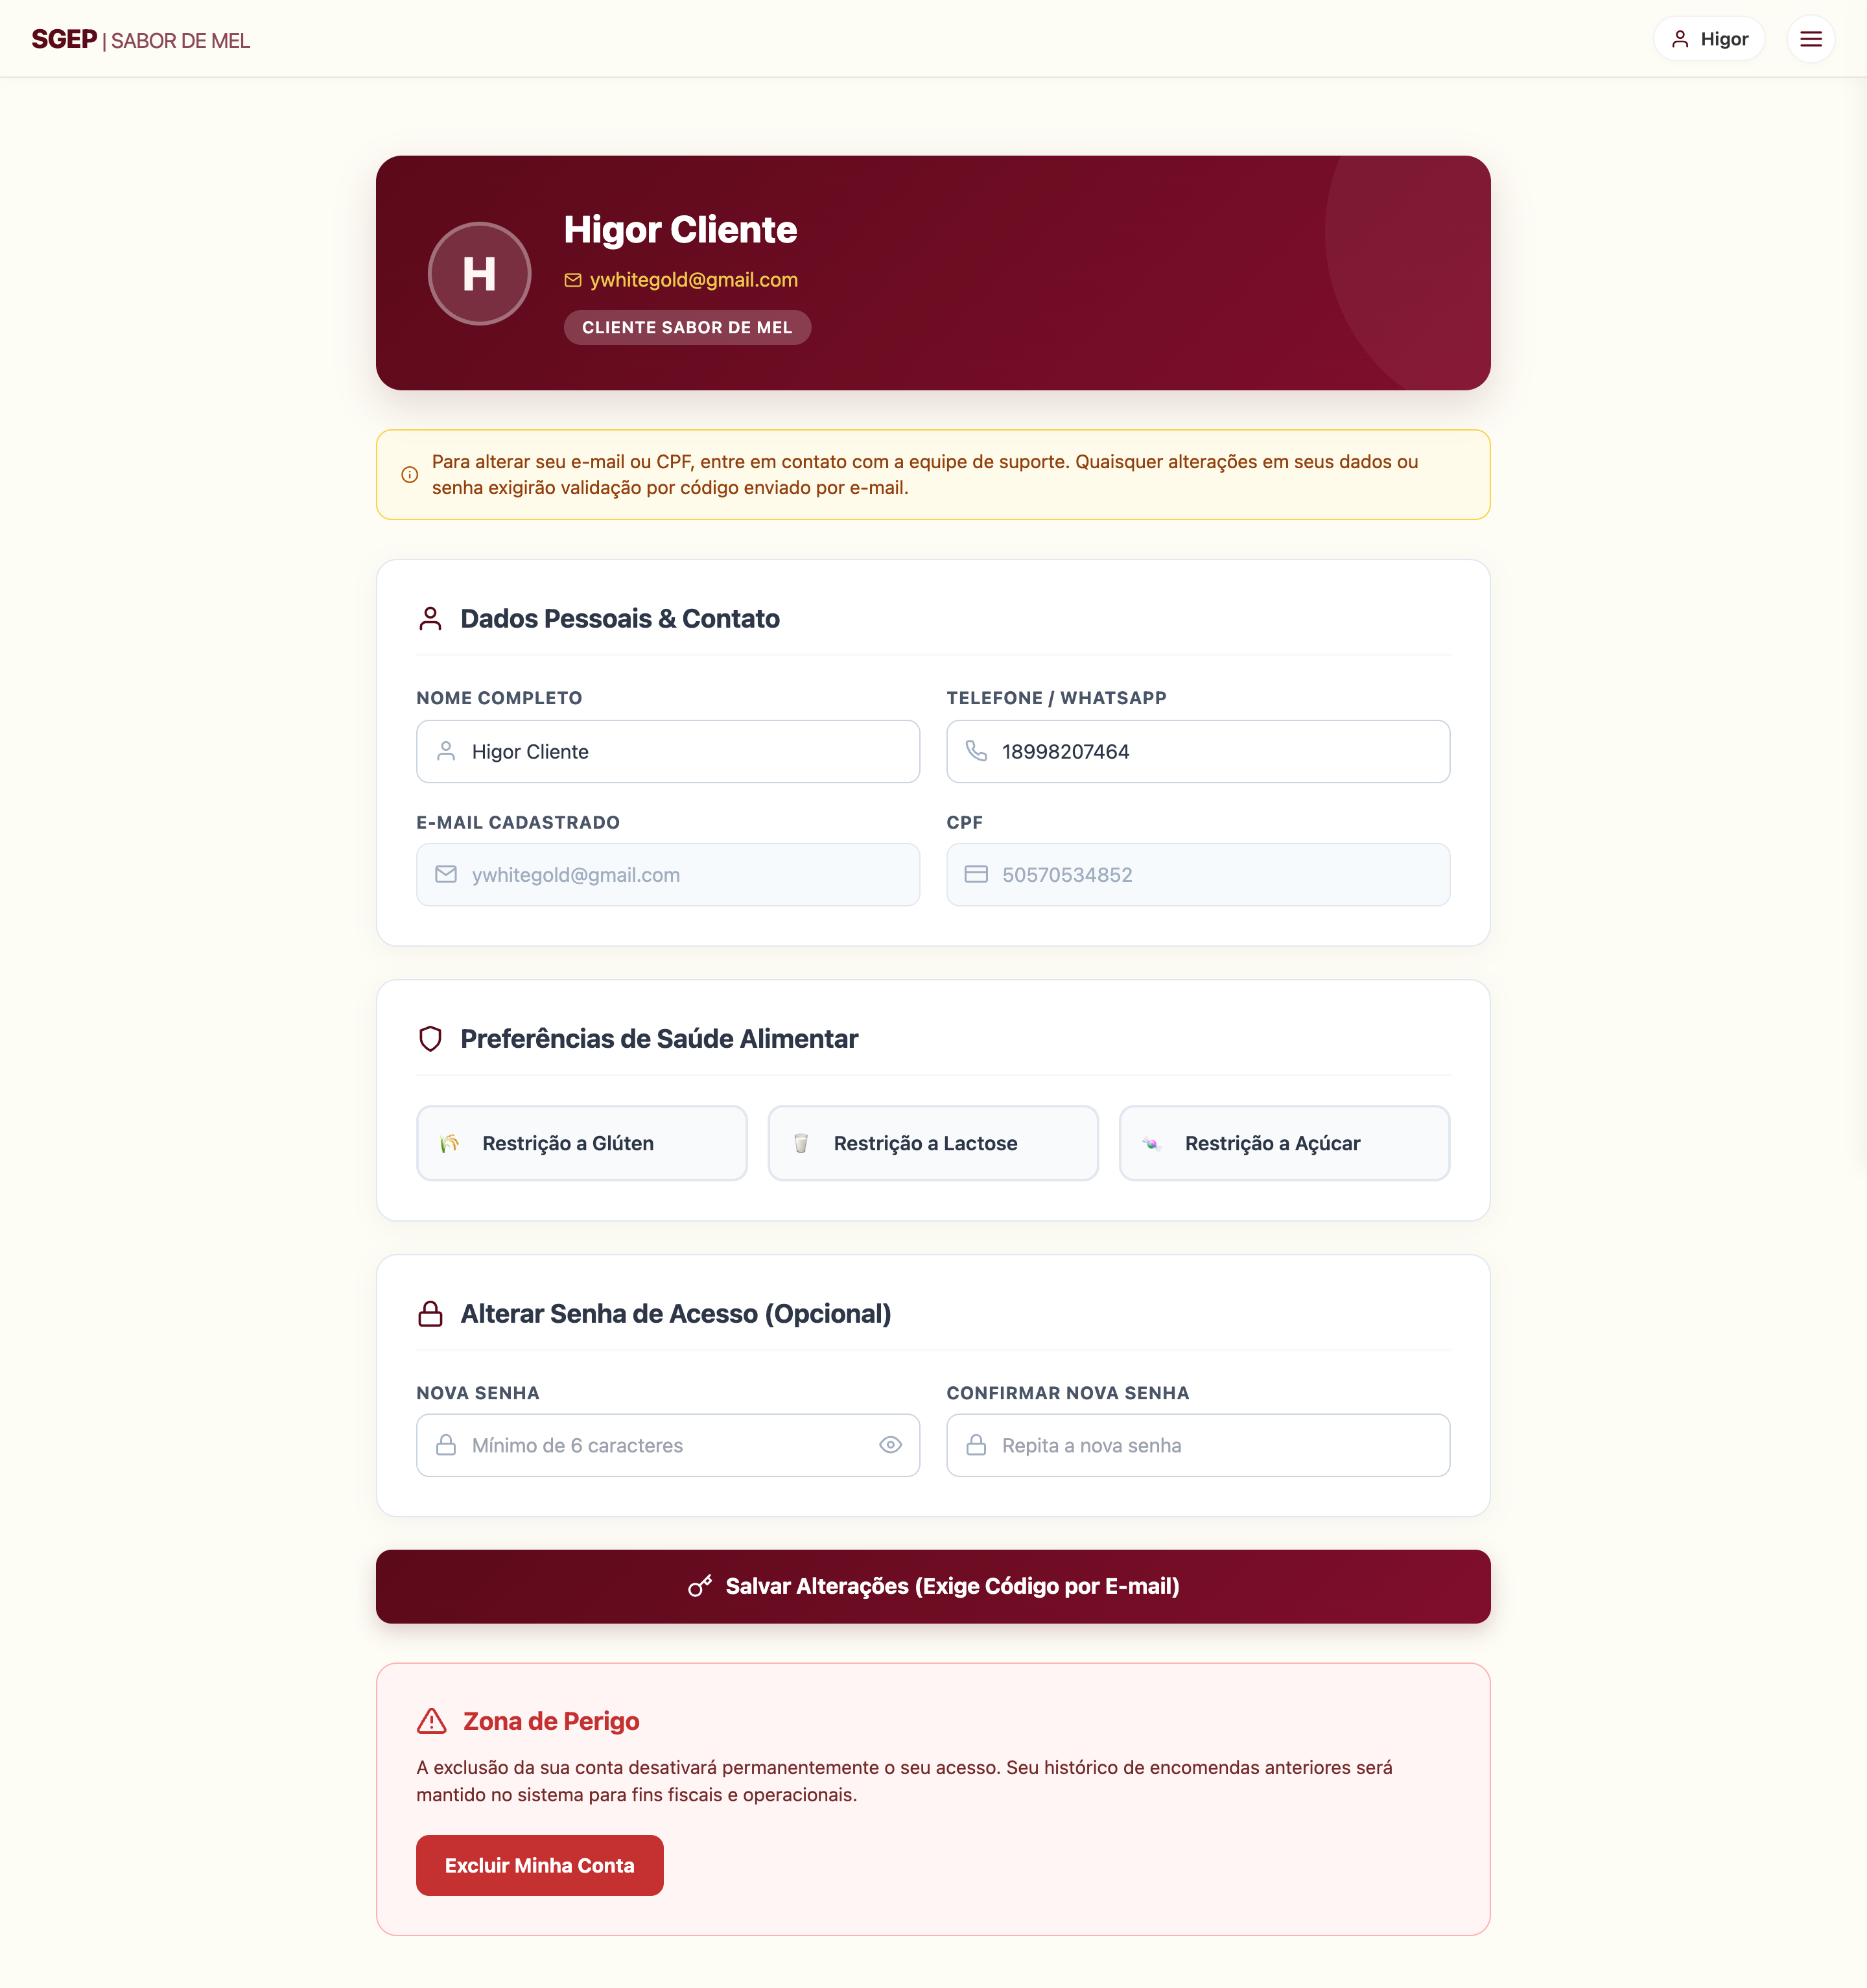 SGEP | SABOR DE MEL
Higor
H
Higor Cliente
ywhitegold@gmail.com
CLIENTE SABOR DE MEL
Para alterar seu e-mail ou CPF, entre em contato com a equipe de suporte. Quaisquer alterações em seus dados ou
senha exigirão validação por código enviado por e-mail.
Dados Pessoais & Contato
NOME COMPLETO
Higor Cliente
TELEFONE / WHATSAPP
18998207464
E-MAIL CADASTRADO
ywhitegold@gmail.com
CPF
50570534852
Preferências de Saúde Alimentar
Restrição a Glúten
Restrição a Lactose
Restrição a Açúcar
Alterar Senha de Acesso (Opcional)
NOVA SENHA
Mínimo de 6 caracteres
CONFIRMAR NOVA SENHA
Repita a nova senha
Salvar Alterações (Exige Código por E-mail)
Zona de Perigo
A exclusão da sua conta desativará permanentemente o seu acesso. Seu histórico de encomendas anteriores será
mantido no sistema para fins fiscais e operacionais.
Excluir Minha Conta